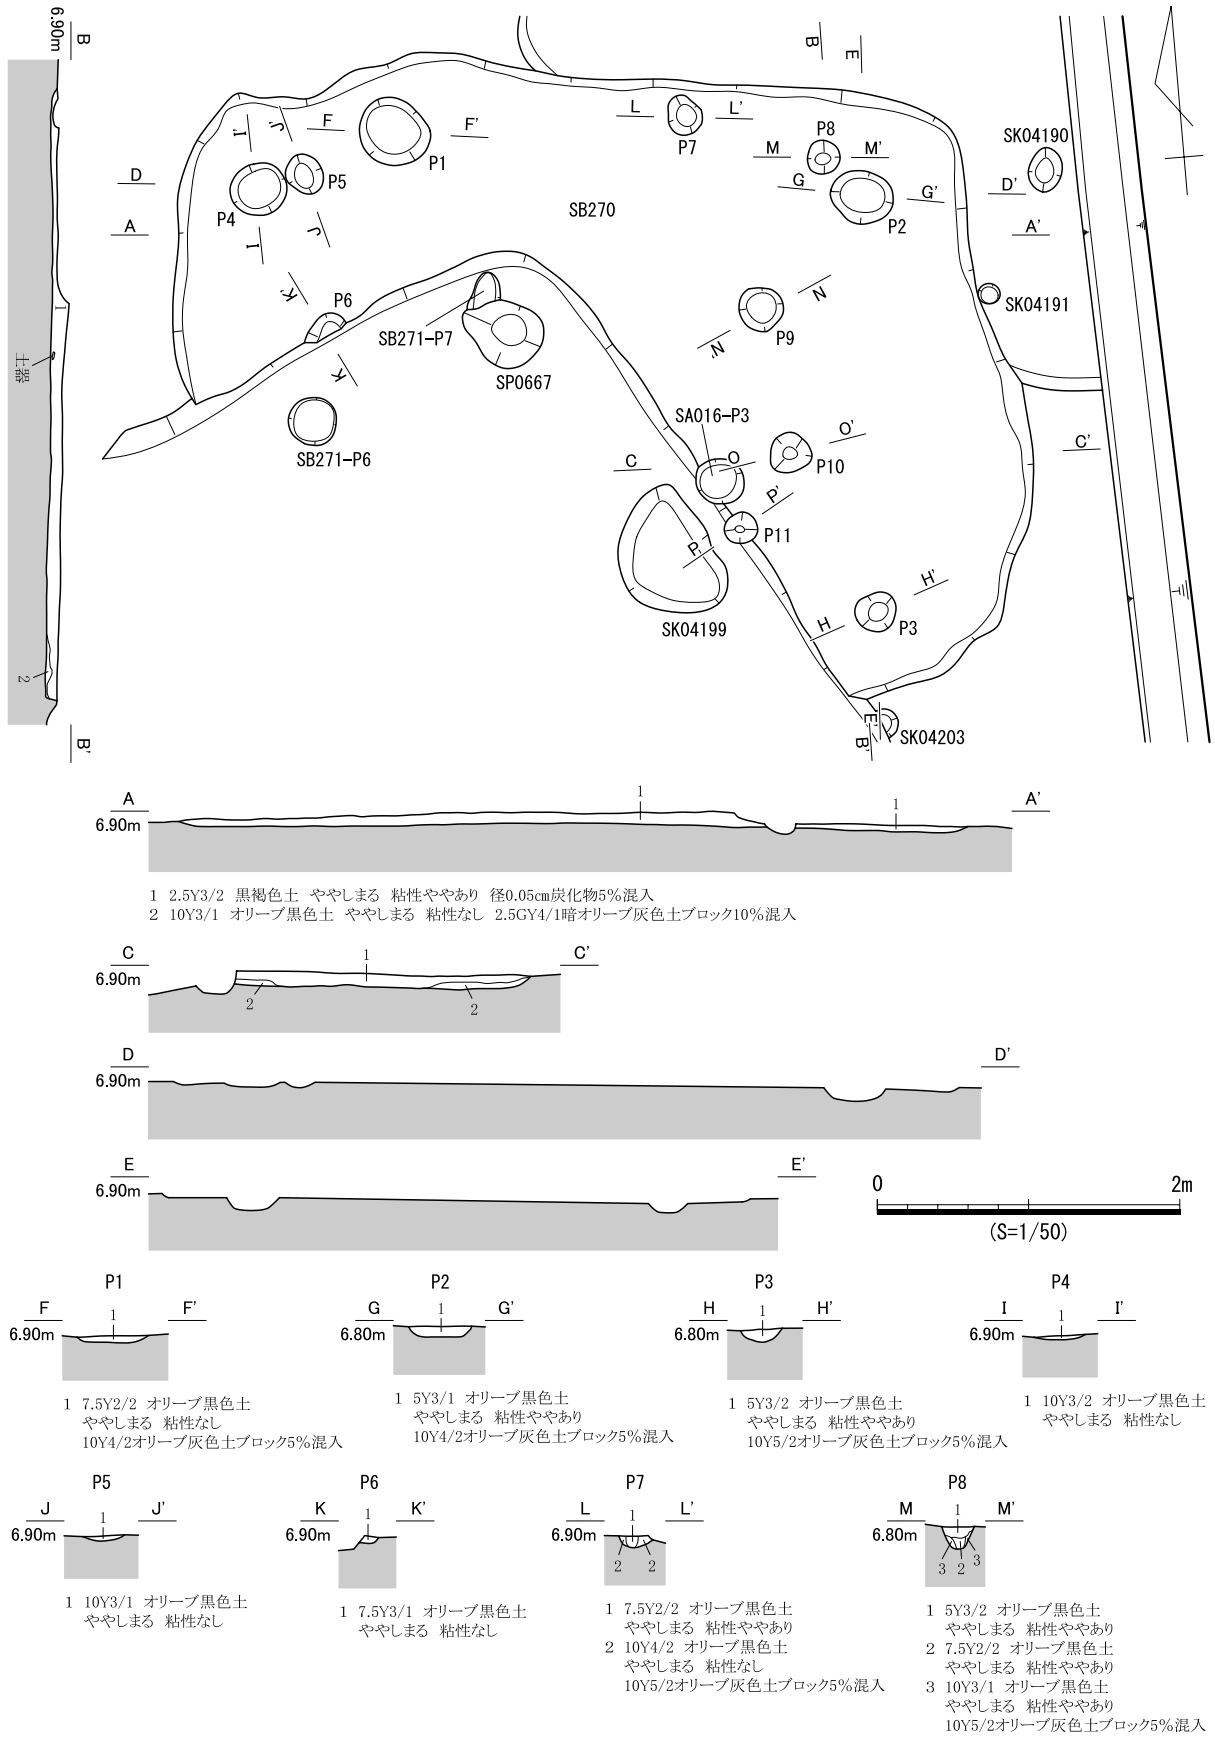 6.90m
B
B
E
I'
J'
F
F'
P1
L
L'
P7
P8
M
M'
G
G'
P2
SK04190
D
D'
P5
P4
SB270
A
A'
I
J
K'
P6
N
SK04191
1
SB271-P7
P9
N'
土器
SP0667
K
SA016-P3
O
O'
C
C'
SB271-P6
P10
P'
P11
P
H'
H
P3
SK04199
2
E'
SK04203
B'
B'
A
1
1
A'
6.90m
1 2.5Y3/2 黒褐色土 ややしまる 粘性ややあり 径0.05㎝炭化物5%混入
2 10Y3/1 オリーブ黒色土 ややしまる 粘性なし 2.5GY4/1暗オリーブ灰色土ブロック10%混入
C
1
C'
6.90m
2
2
D
D'
6.90m
E
E'
6.90m
0
2m
(S=1/50)
P1
F
1
F'
6.90m
1 7.5Y2/2 オリーブ黒色土
ややしまる 粘性なし
10Y4/2オリーブ灰色土ブロック5%混入
P2
G
1
G'
6.80m
1 5Y3/1 オリーブ黒色土
ややしまる 粘性ややあり
10Y4/2オリーブ灰色土ブロック5%混入
P3
H
1
H'
6.80m
1 5Y3/2 オリーブ黒色土
ややしまる 粘性ややあり
10Y5/2オリーブ灰色土ブロック5%混入
P4
I
1
I'
6.90m
1 10Y3/2 オリーブ黒色土
ややしまる 粘性なし
P5
J
1
J'
6.90m
1 10Y3/1 オリーブ黒色土
ややしまる 粘性なし
P6
K
1
K'
6.90m
1 7.5Y3/1 オリーブ黒色土
ややしまる 粘性なし
P7
L
1
L'
6.90m
2
2
1 7.5Y2/2 オリーブ黒色土
ややしまる 粘性ややあり
2 10Y4/2 オリーブ黒色土
ややしまる 粘性なし
10Y5/2オリーブ灰色土ブロック5%混入
P8
M
1
M'
6.80m
3
2
3
1 5Y3/2 オリーブ黒色土
ややしまる 粘性ややあり
2 7.5Y2/2 オリーブ黒色土
ややしまる 粘性ややあり
3 10Y3/1 オリーブ黒色土
ややしまる 粘性ややあり
10Y5/2オリーブ灰色土ブロック5%混入